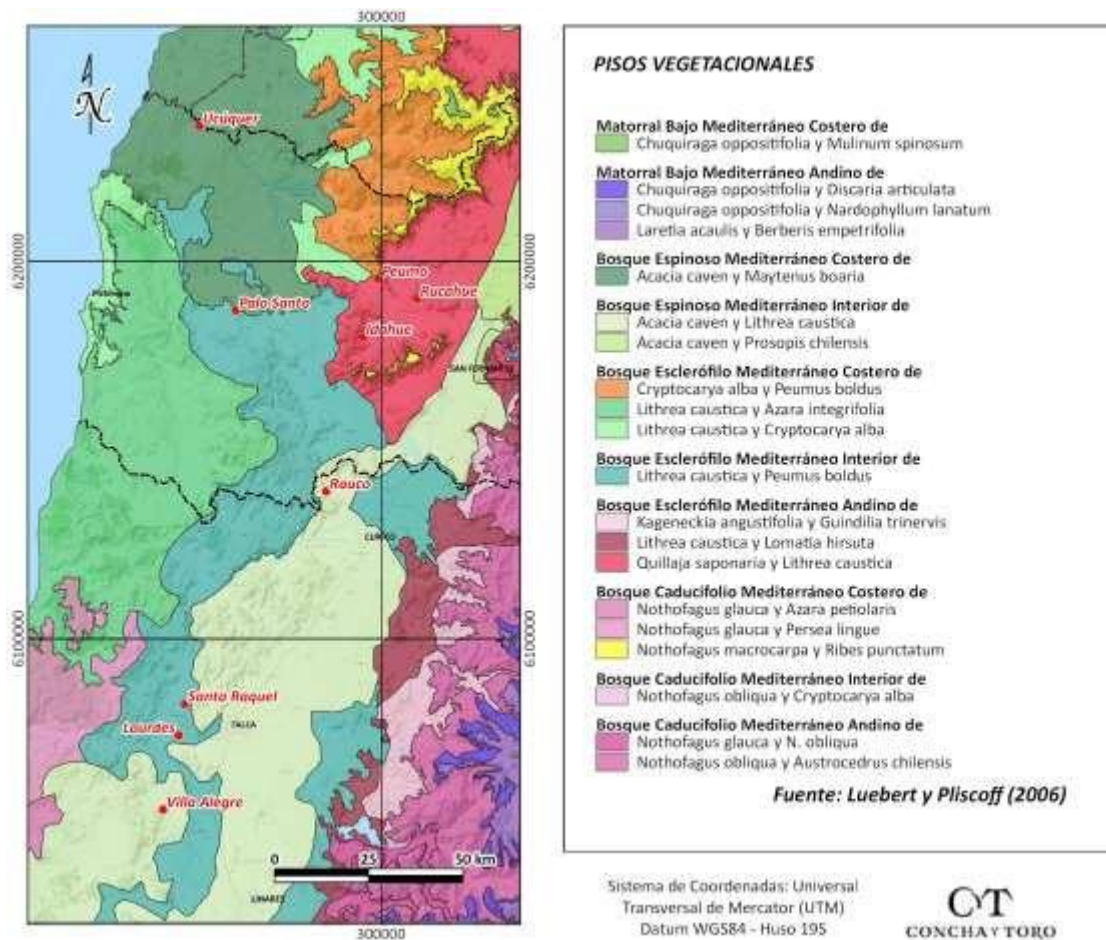 300000
N
Ucúquer
6200000
6200000
Peumo
Rucahue
Palo Santo
Idahue
SAN FERNANDO
Pichilemu
Rauco
CURICO
6100000
6100000
Santa Raquel
TALCA
Lourdes
Villa Alegre
0 25 50 km
LINARES
300000
PISOS VEGETACIONALES
Matorral Bajo Mediterráneo Costero de
Chuquiraga oppositifolia y Mulinum spinosum
Matorral Bajo Mediterráneo Andino de
Chuquiraga oppositifolia y Discaria articulata
Chuquiraga oppositifolia y Nardophyllum lanatum
Laretia acaulis y Berberis empetrifolia
Bosque Espinoso Mediterráneo Costero de
Acacia caven y Maytenus boaria
Bosque Espinoso Mediterráneo Interior de
Acacia caven y Lithrea caustica
Acacia caven y Prosopis chilensis
Bosque Esclerófilo Mediterráneo Costero de
Cryptocarya alba y Peumus boldus
Lithrea caustica y Azara integrifolia
Lithrea caustica y Cryptocarya alba
Bosque Esclerófilo Mediterráneo Interior de
Lithrea caustica y Peumus boldus
Bosque Esclerófilo Mediterráneo Andino de
Kageneckia angustifolia y Guindilia trinervis
Lithrea caustica y Lomatia hirsuta
Quillaja saponaria y Lithrea caustica
Bosque Caducifolio Mediterráneo Costero de
Nothofagus glauca y Azara petiolaris
Nothofagus glauca y Persea lingue
Nothofagus macrocarpa y Ribes punctatum
Bosque Caducifolio Mediterráneo Interior de
Nothofagus obliqua y Cryptocarya alba
Bosque Caducifolio Mediterráneo Andino de
Nothofagus glauca y N. obliqua
Nothofagus obliqua y Austrocedrus chilensis
Fuente: Luebert y Pliscoff (2006)
Sistema de Coordenadas: Universal
Transversal de Mercator (UTM)
Datum WGS84 - Huso 19S
CT
CONCHA Y TORO